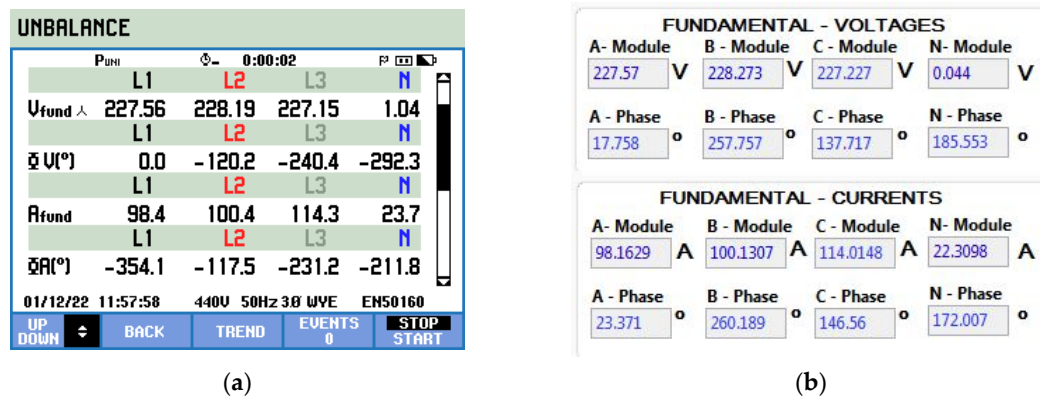 UNBALANCE
PUNI 0:00:02
L1 L2 L3 N
Vfund 227.56 228.19 227.15 1.04
L1 L2 L3 N
Φ V(°) 0.0 -120.2 -240.4 -292.3
L1 L2 L3 N
Afund 98.4 100.4 114.3 23.7
L1 L2 L3 N
ΦA(°) -354.1 -117.5 -231.2 -211.8
01/12/22 11:57:58 440V 50Hz 3Ø WYE EN50160
UP DOWN BACK TREND EVENTS 0 STOP START
(a)
FUNDAMENTAL - VOLTAGES
A- Module B - Module C - Module N- Module
227.57 V 228.273 V 227.227 V 0.044 V
A - Phase B - Phase C - Phase N - Phase
17.758 ° 257.757 ° 137.717 ° 185.553 °
FUNDAMENTAL - CURRENTS
A- Module B - Module C - Module N- Module
98.1629 A 100.1307 A 114.0148 A 22.3098 A
A - Phase B - Phase C - Phase N - Phase
23.371 ° 260.189 ° 146.56 ° 172.007 °
(b)